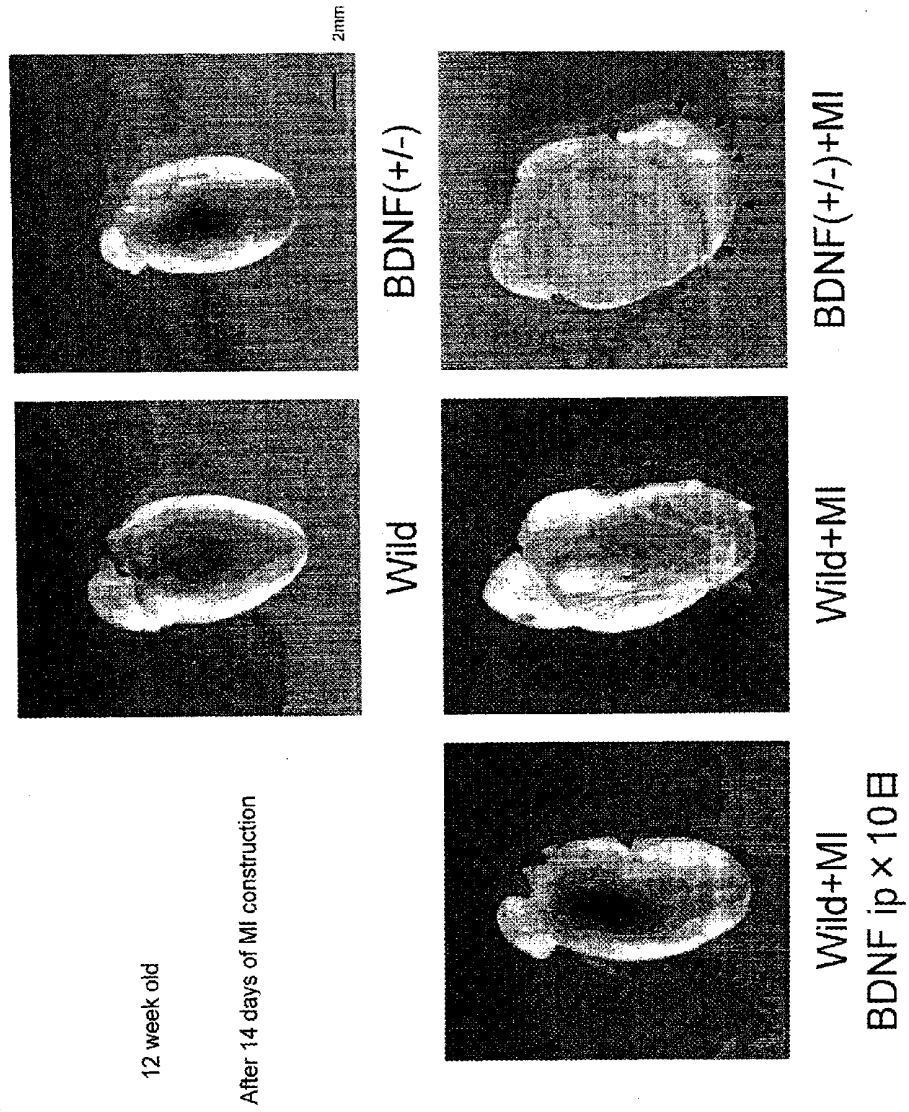 12 week old
After 14 days of MI construction
Wild
BDNF(+/-)
2mm
Wild+MI
BDNF ip × 10日
Wild+MI
BDNF(+/-)+MI